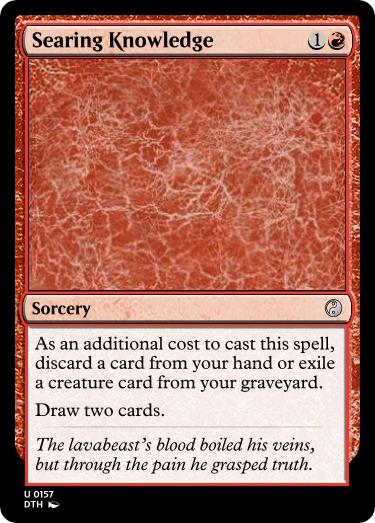 Searing Knowledge 1
Sorcery
As an additional cost to cast this spell,
discard a card from your hand or exile
a creature card from your graveyard.
Draw two cards.
The lavabeast's blood boiled his veins,
but through the pain he grasped truth.
U 0157
DTH